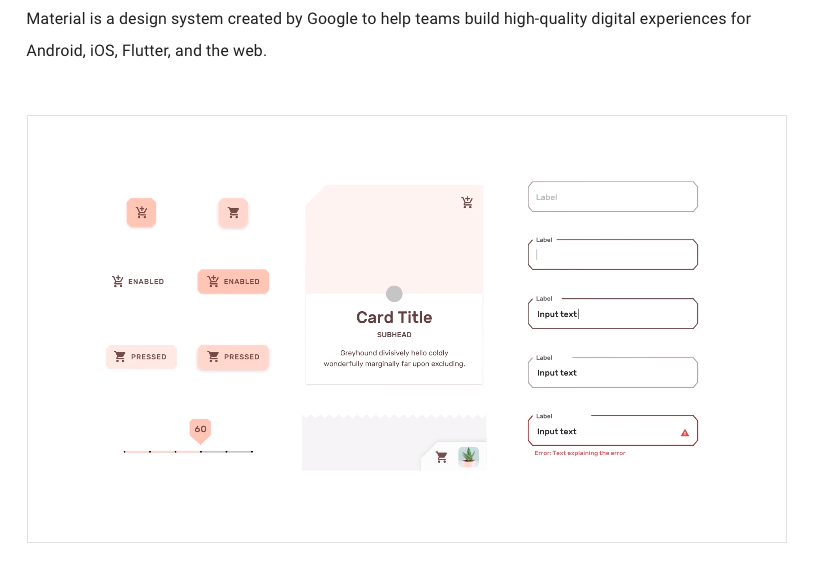 Material is a design system created by Google to help teams build high-quality digital experiences for
Android, iOS, Flutter, and the web.
ENABLED
ENABLED
PRESSED
PRESSED
60
Card Title
SUBHEAD
Greyhound divisively hello coldly
wonderfully marginally far upon excluding.
Label
Label
Label
Input text
Label
Input text
Label
Input text
Error: Text explaining the error